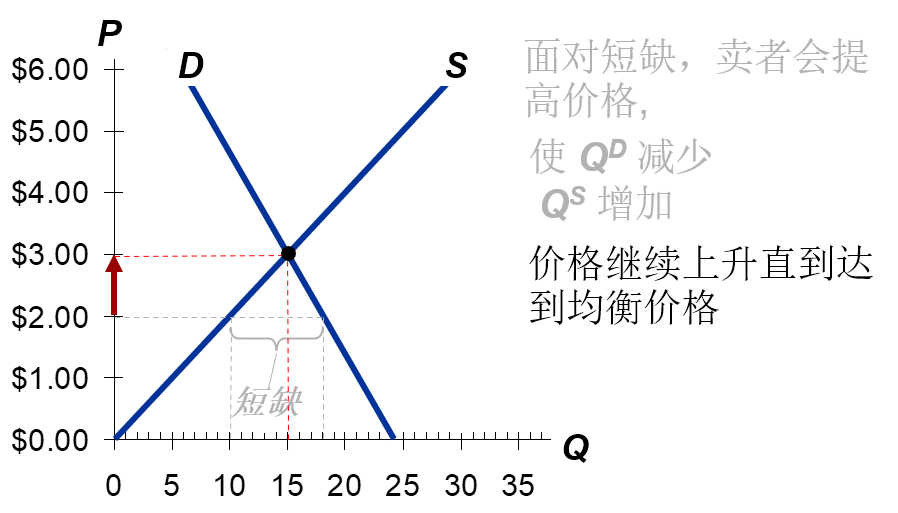 P
D
S
$6.00
$5.00
$4.00
$3.00
$2.00
$1.00
$0.00
短缺
0 5 10 15 20 25 30 35
Q
面对短缺，卖者会提
高价格,
使 Qᴰ 减少
Qˢ 增加
价格继续上升直到达
到均衡价格